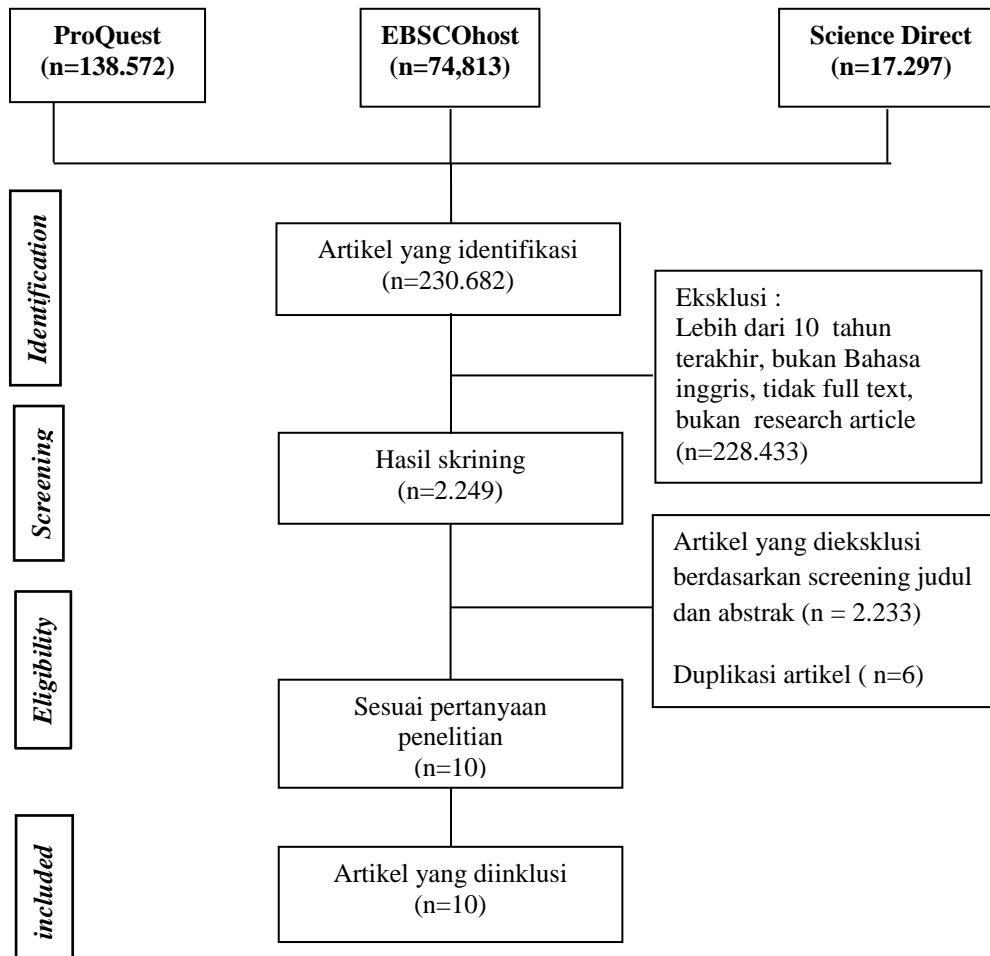 ProQuest
(n=138.572)
EBSCOhost
(n=74,813)
Science Direct
(n=17.297)
Identification
Artikel yang identifikasi
(n=230.682)
Eksklusi :
Lebih dari 10 tahun
terakhir, bukan Bahasa
inggris, tidak full text,
bukan research article
(n=228.433)
Screening
Hasil skrining
(n=2.249)
Artikel yang dieksklusi
berdasarkan screening judul
dan abstrak (n = 2.233)
Duplikasi artikel ( n=6)
Eligibility
Sesuai pertanyaan
penelitian
(n=10)
included
Artikel yang diinklusi
(n=10)